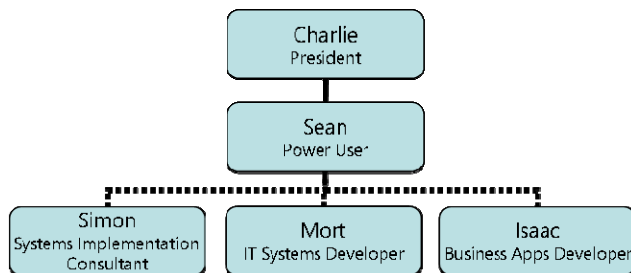 Charlie
President
Sean
Power User
Simon
Systems Implementation
Consultant
Mort
IT Systems Developer
Isaac
Business Apps Developer